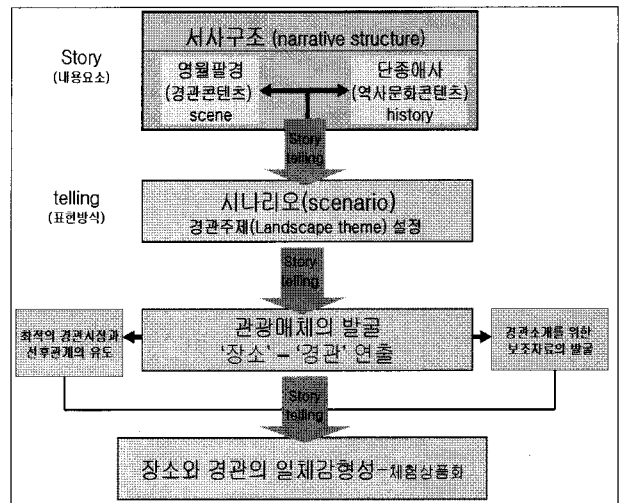 서사구조 (narrative structure)
Story
(내용요소)
영월팔경
(경관콘텐츠)
scene
단종애사
(역사문화콘텐츠)
history
Story
telling
telling
(표현방식)
시나리오(scenario)
경관주제(Landscape theme) 설정
Story
telling
최적의 경관시점과
선후관계의 유도
관광매체의 발굴
'장소' – '경관' 연출
경관소개를 위한
보조자료의 발굴
Story
telling
장소와 경관의 일체감형성–체험상품화